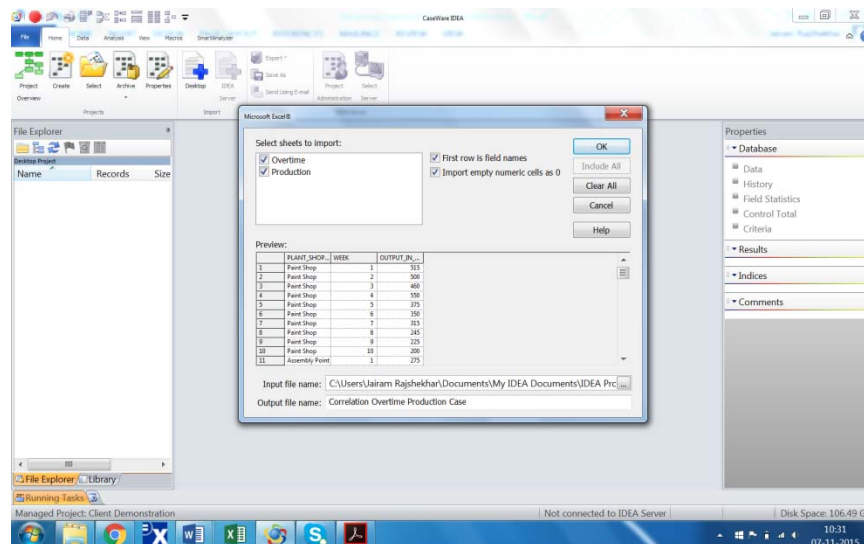 CaseWare IDEA
File Home Data Analysis View Macros SmartAnalyzer
Project Overview
Create
Select
Archive
Properties
Desktop
IDEA Server
Export
Save As
Send Using E-mail
Project Administration
Select Server
Projects
Import
File Explorer
Desktop Project
Name Records Size
Microsoft Excel®
Select sheets to import:
Overtime
Production
First row is field names
Import empty numeric cells as 0
OK
Include All
Clear All
Cancel
Help
Preview:
PLANT_SHOP... WEEK OUTPUT_IN_...
1 Paint Shop 1 515
2 Paint Shop 2 500
3 Paint Shop 3 460
4 Paint Shop 4 550
5 Paint Shop 5 375
6 Paint Shop 6 350
7 Paint Shop 7 315
8 Paint Shop 8 245
9 Paint Shop 9 225
10 Paint Shop 10 200
11 Assembly Point 1 275
Input file name: C:\Users\Jairam Rajshekhar\Documents\My IDEA Documents\IDEA Prc ...
Output file name: Correlation Overtime Production Case
Properties
Database
Data
History
Field Statistics
Control Total
Criteria
Results
Indices
Comments
File Explorer Library
Running Tasks
Managed Project: Client Demonstration
Not connected to IDEA Server
Disk Space: 106.49 G
10:31
07-11-2015